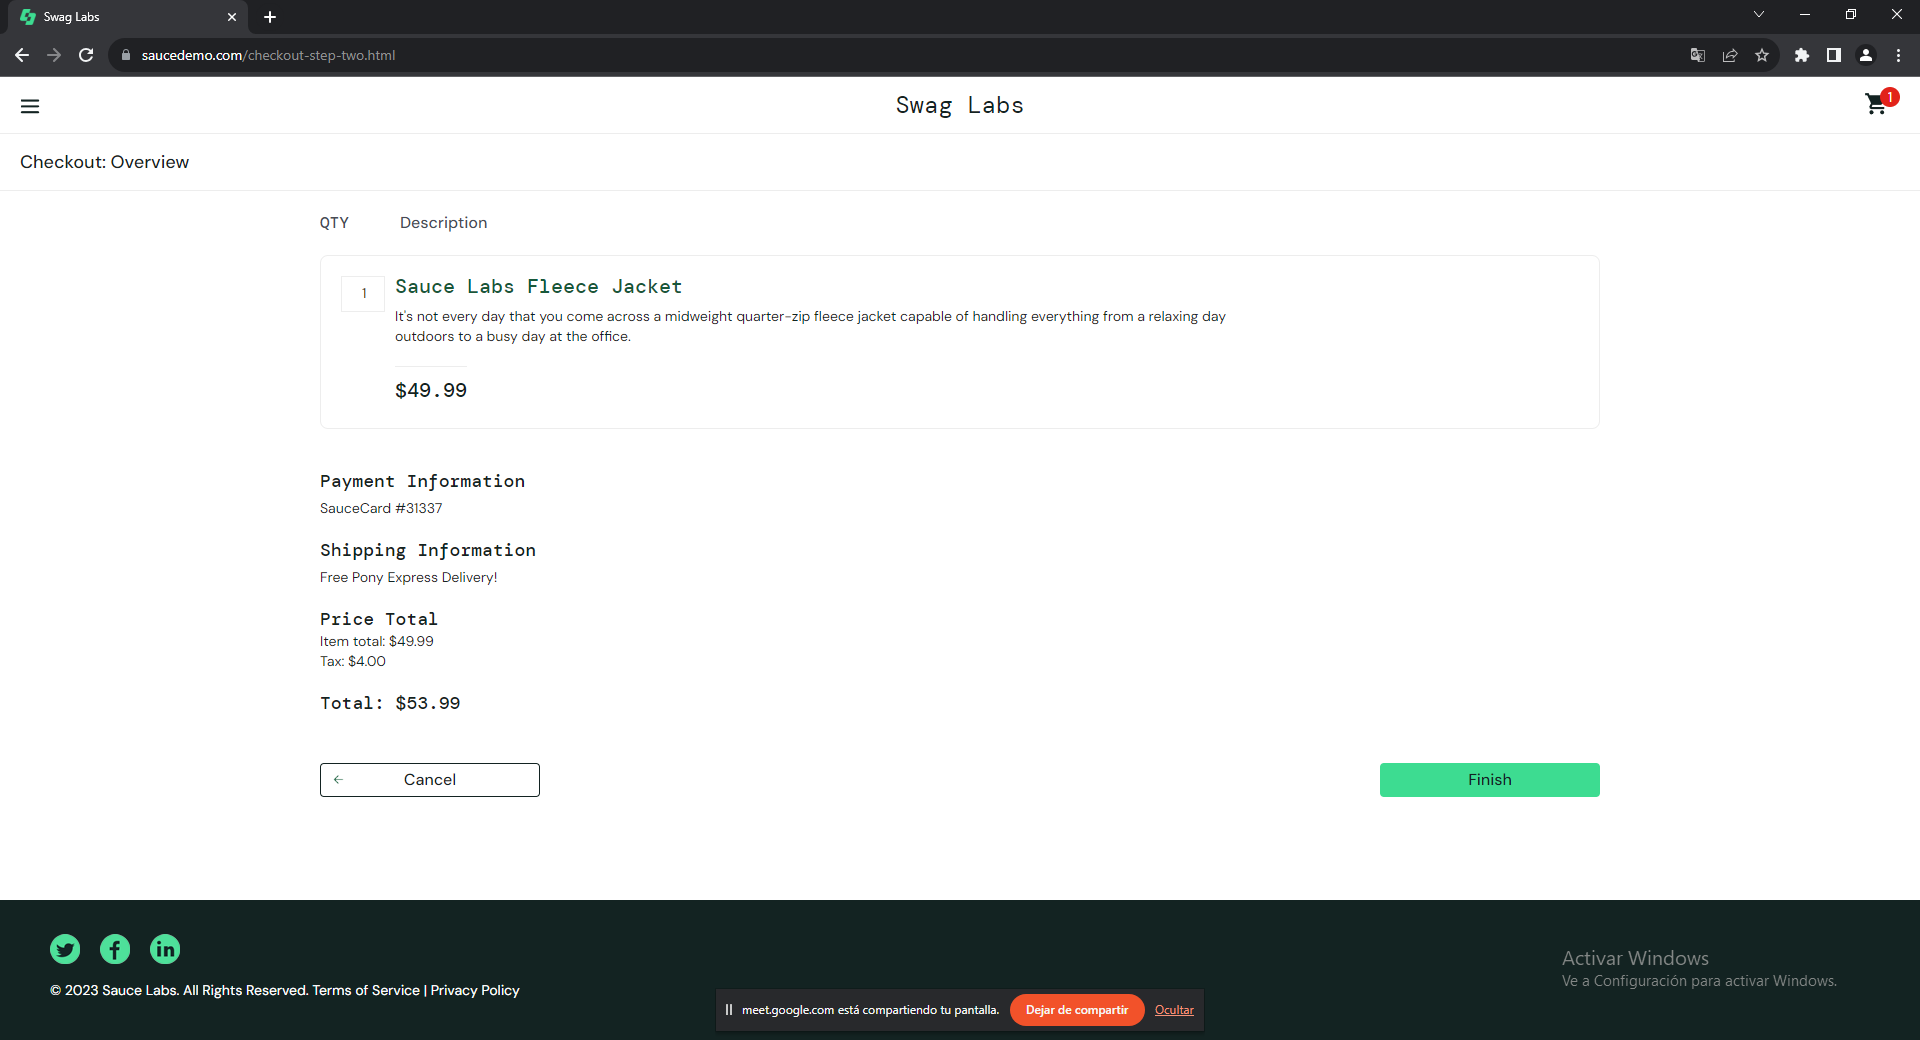 Swag Labs
saucedemo.com/checkout-step-two.html
Swag Labs
1
Checkout: Overview
QTY Description
1
Sauce Labs Fleece Jacket
It's not every day that you come across a midweight quarter-zip fleece jacket capable of handling everything from a relaxing day
outdoors to a busy day at the office.
$49.99
Payment Information
SauceCard #31337
Shipping Information
Free Pony Express Delivery!
Price Total
Item total: $49.99
Tax: $4.00
Total: $53.99
Cancel
Finish
© 2023 Sauce Labs. All Rights Reserved. Terms of Service | Privacy Policy
Activar Windows
Ve a Configuración para activar Windows.
meet.google.com está compartiendo tu pantalla. Dejar de compartir Ocultar